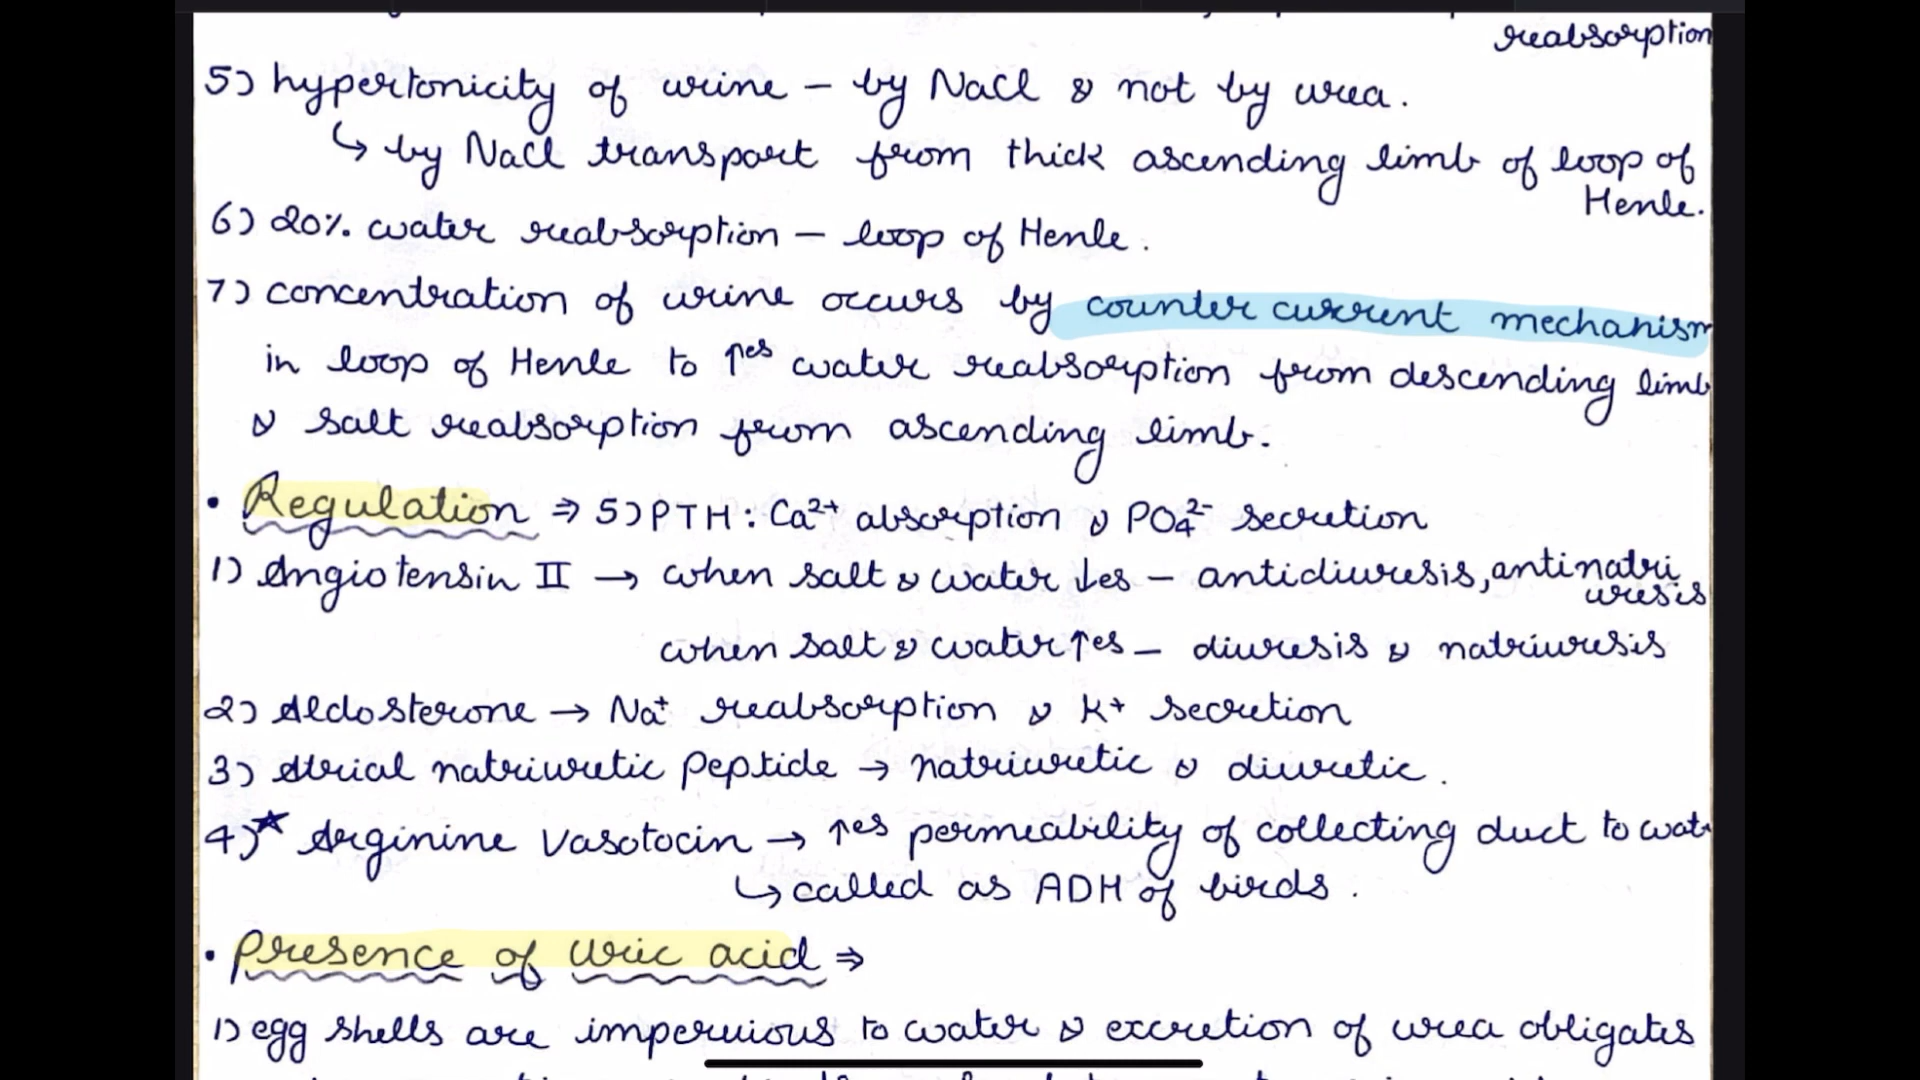 reabsorption
5) hypertonicity of urine – by NaCl & not by urea.
↳ by NaCl transport from thick ascending limb of loop of Henle.
6) 20% water reabsorption – loop of Henle.
7) concentration of urine occurs by counter current mechanism
in loop of Henle to ↑es water reabsorption from descending limb
& salt reabsorption from ascending limb.
• Regulation ⇒ 5) PTH : Ca²⁺ absorption & PO₄²⁻ secretion
1) Angiotensin II → when salt & water ↓es – antidiuresis, antinatriuresis
when salt & water ↑es – diuresis & natriuresis
2) Aldosterone → Na⁺ reabsorption & K⁺ secretion
3) Atrial natriuretic peptide → natriuretic & diuretic.
4)★ Arginine Vasotocin → ↑es permeability of collecting duct to wat
↳ called as ADH of birds.
• Presence of Uric acid ⇒
1) egg shells are impervious to water & excretion of urea obligates